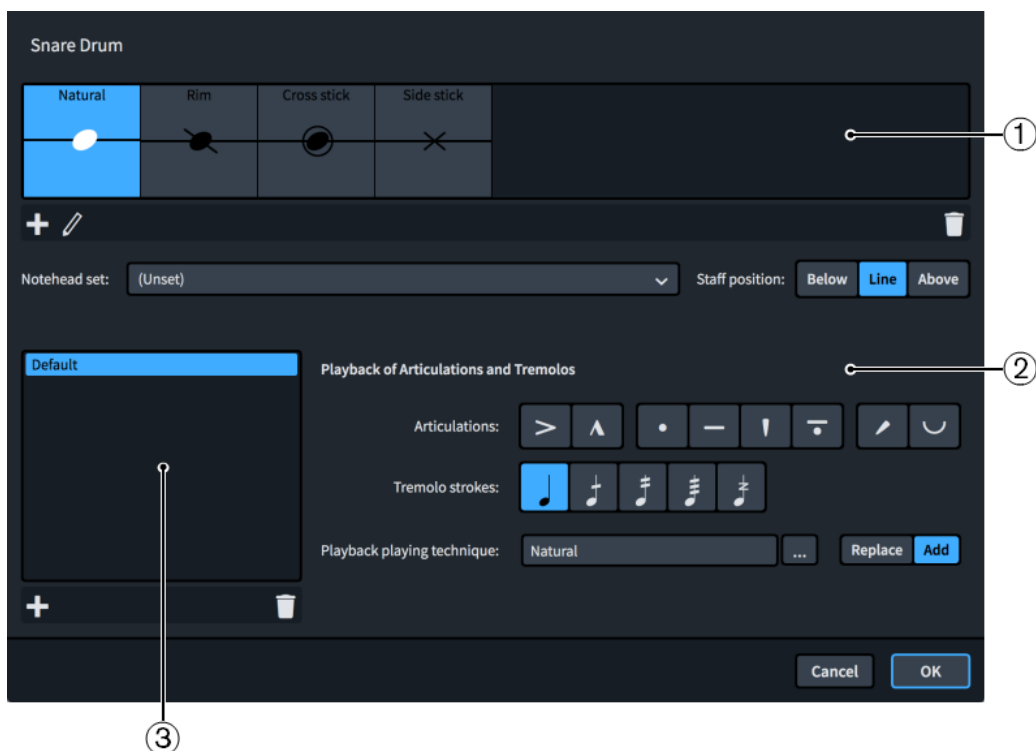 Snare Drum
Natural Rim Cross stick Side stick
①
Notehead set: (Unset) Staff position: Below Line Above
Default
Playback of Articulations and Tremolos
②
Articulations:
③
Tremolo strokes:
Playback playing technique: Natural ... Replace Add
Cancel OK